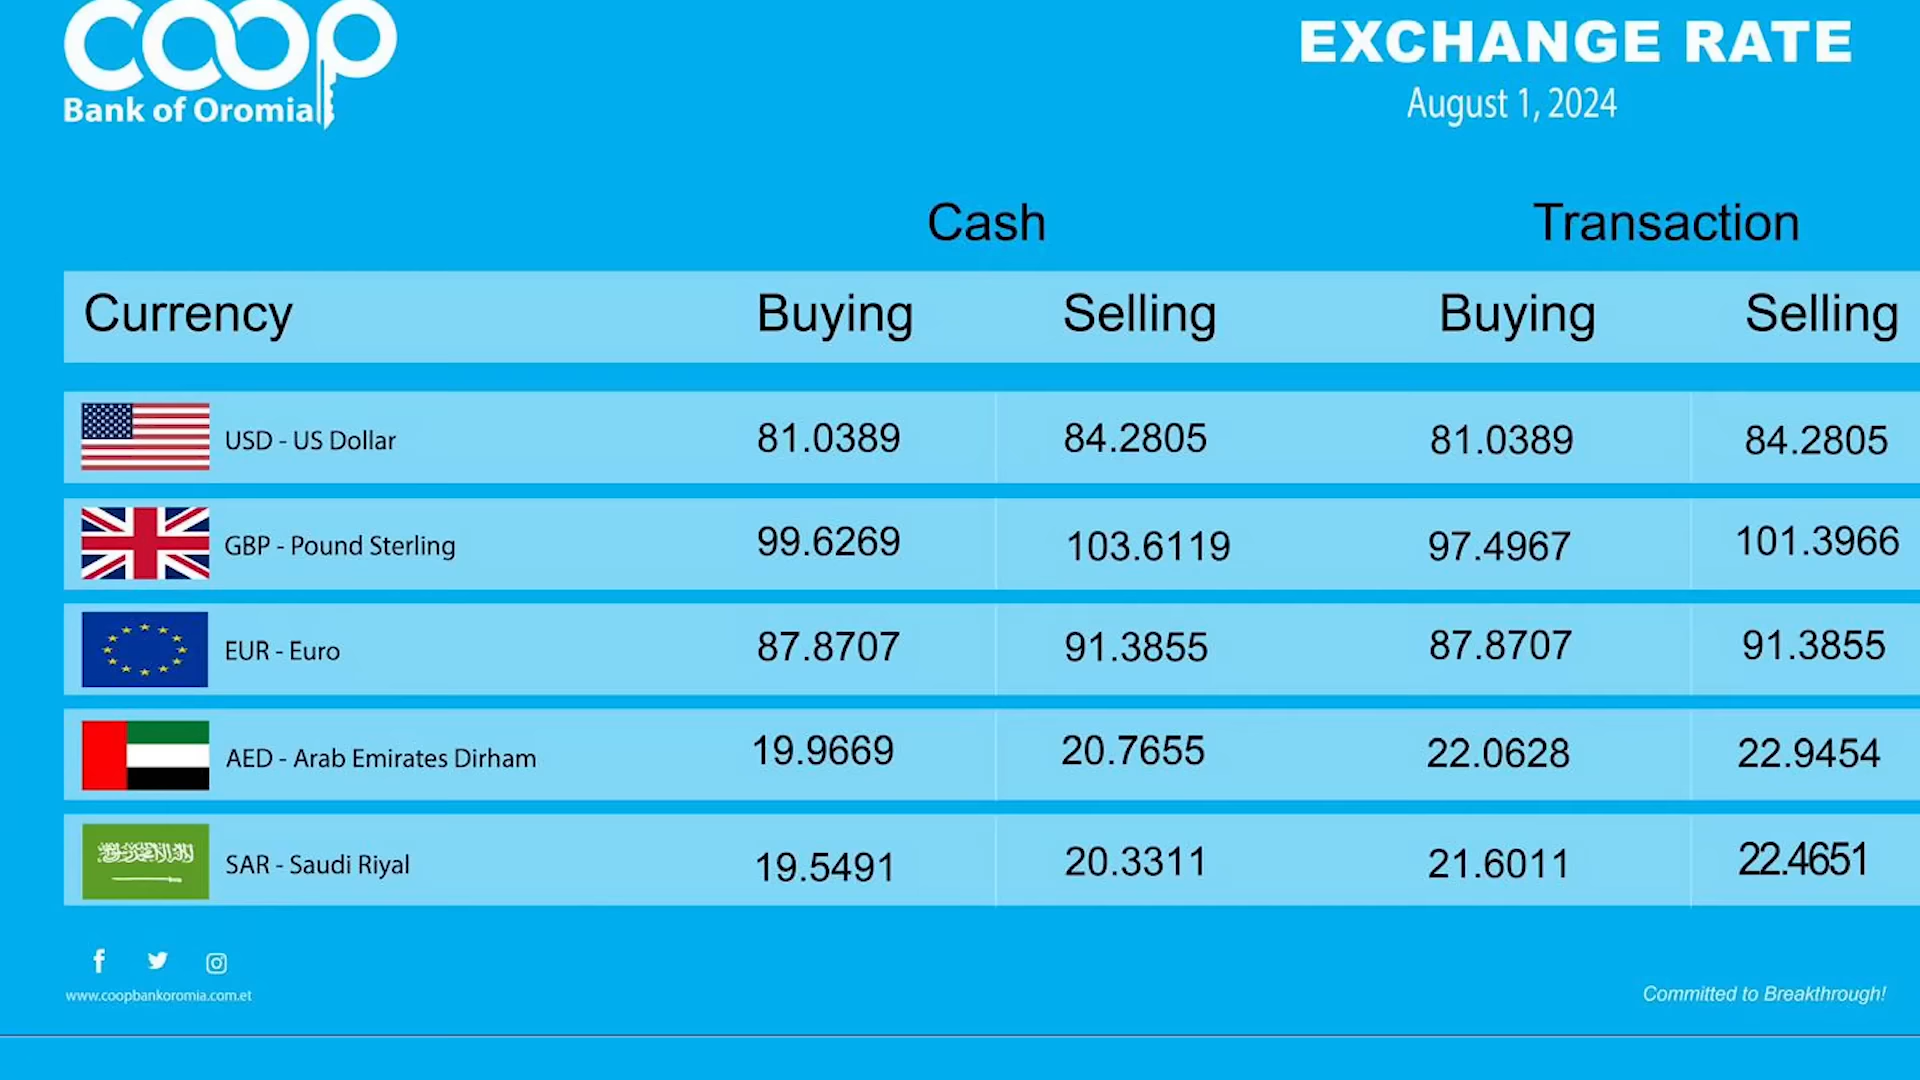 coop
Bank of Oromia
EXCHANGE RATE
August 1, 2024
Cash Transaction
Currency Buying Selling Buying Selling
USD - US Dollar 81.0389 84.2805 81.0389 84.2805
GBP - Pound Sterling 99.6269 103.6119 97.4967 101.3966
EUR - Euro 87.8707 91.3855 87.8707 91.3855
AED - Arab Emirates Dirham 19.9669 20.7655 22.0628 22.9454
SAR - Saudi Riyal 19.5491 20.3311 21.6011 22.4651
www.coopbankoromia.com.et
Committed to Breakthrough!